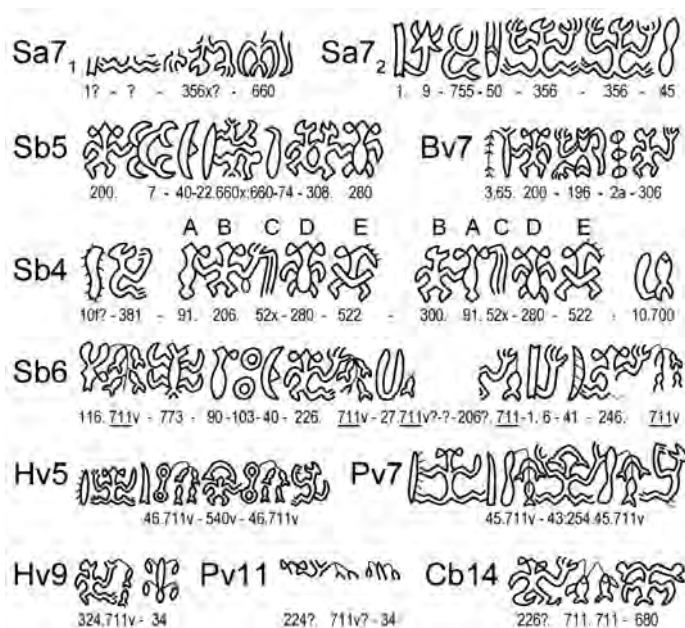 Sa7₁ Sa7₂
1? - ? - 356x? - 660 1. 9 - 755 - 50 - 356 - 356 - 45
Sb5 Bv7
200. 7 - 40-22.660x:660-74 - 308. 280 3.65. 200 - 196 - 2a - 306
A B C D E B A C D E
Sb4
10f? - 381 - 91. 206. 52x - 280 - 522 - 300. 91. 52x - 280 - 522 - 10.700
Sb6
116. 711v - 773 - 90 -103- 40 - 226. 711v - 27.711v?-?-206?. 711-1. 6 - 41 - 246. 711v
Hv5 Pv7
46.711v - 540v - 46.711v 45.711v - 43:254.45.711v
Hv9 Pv11 Cb14
324.711v - 34 224?. 711v? - 34 226?. 711. 711 - 680